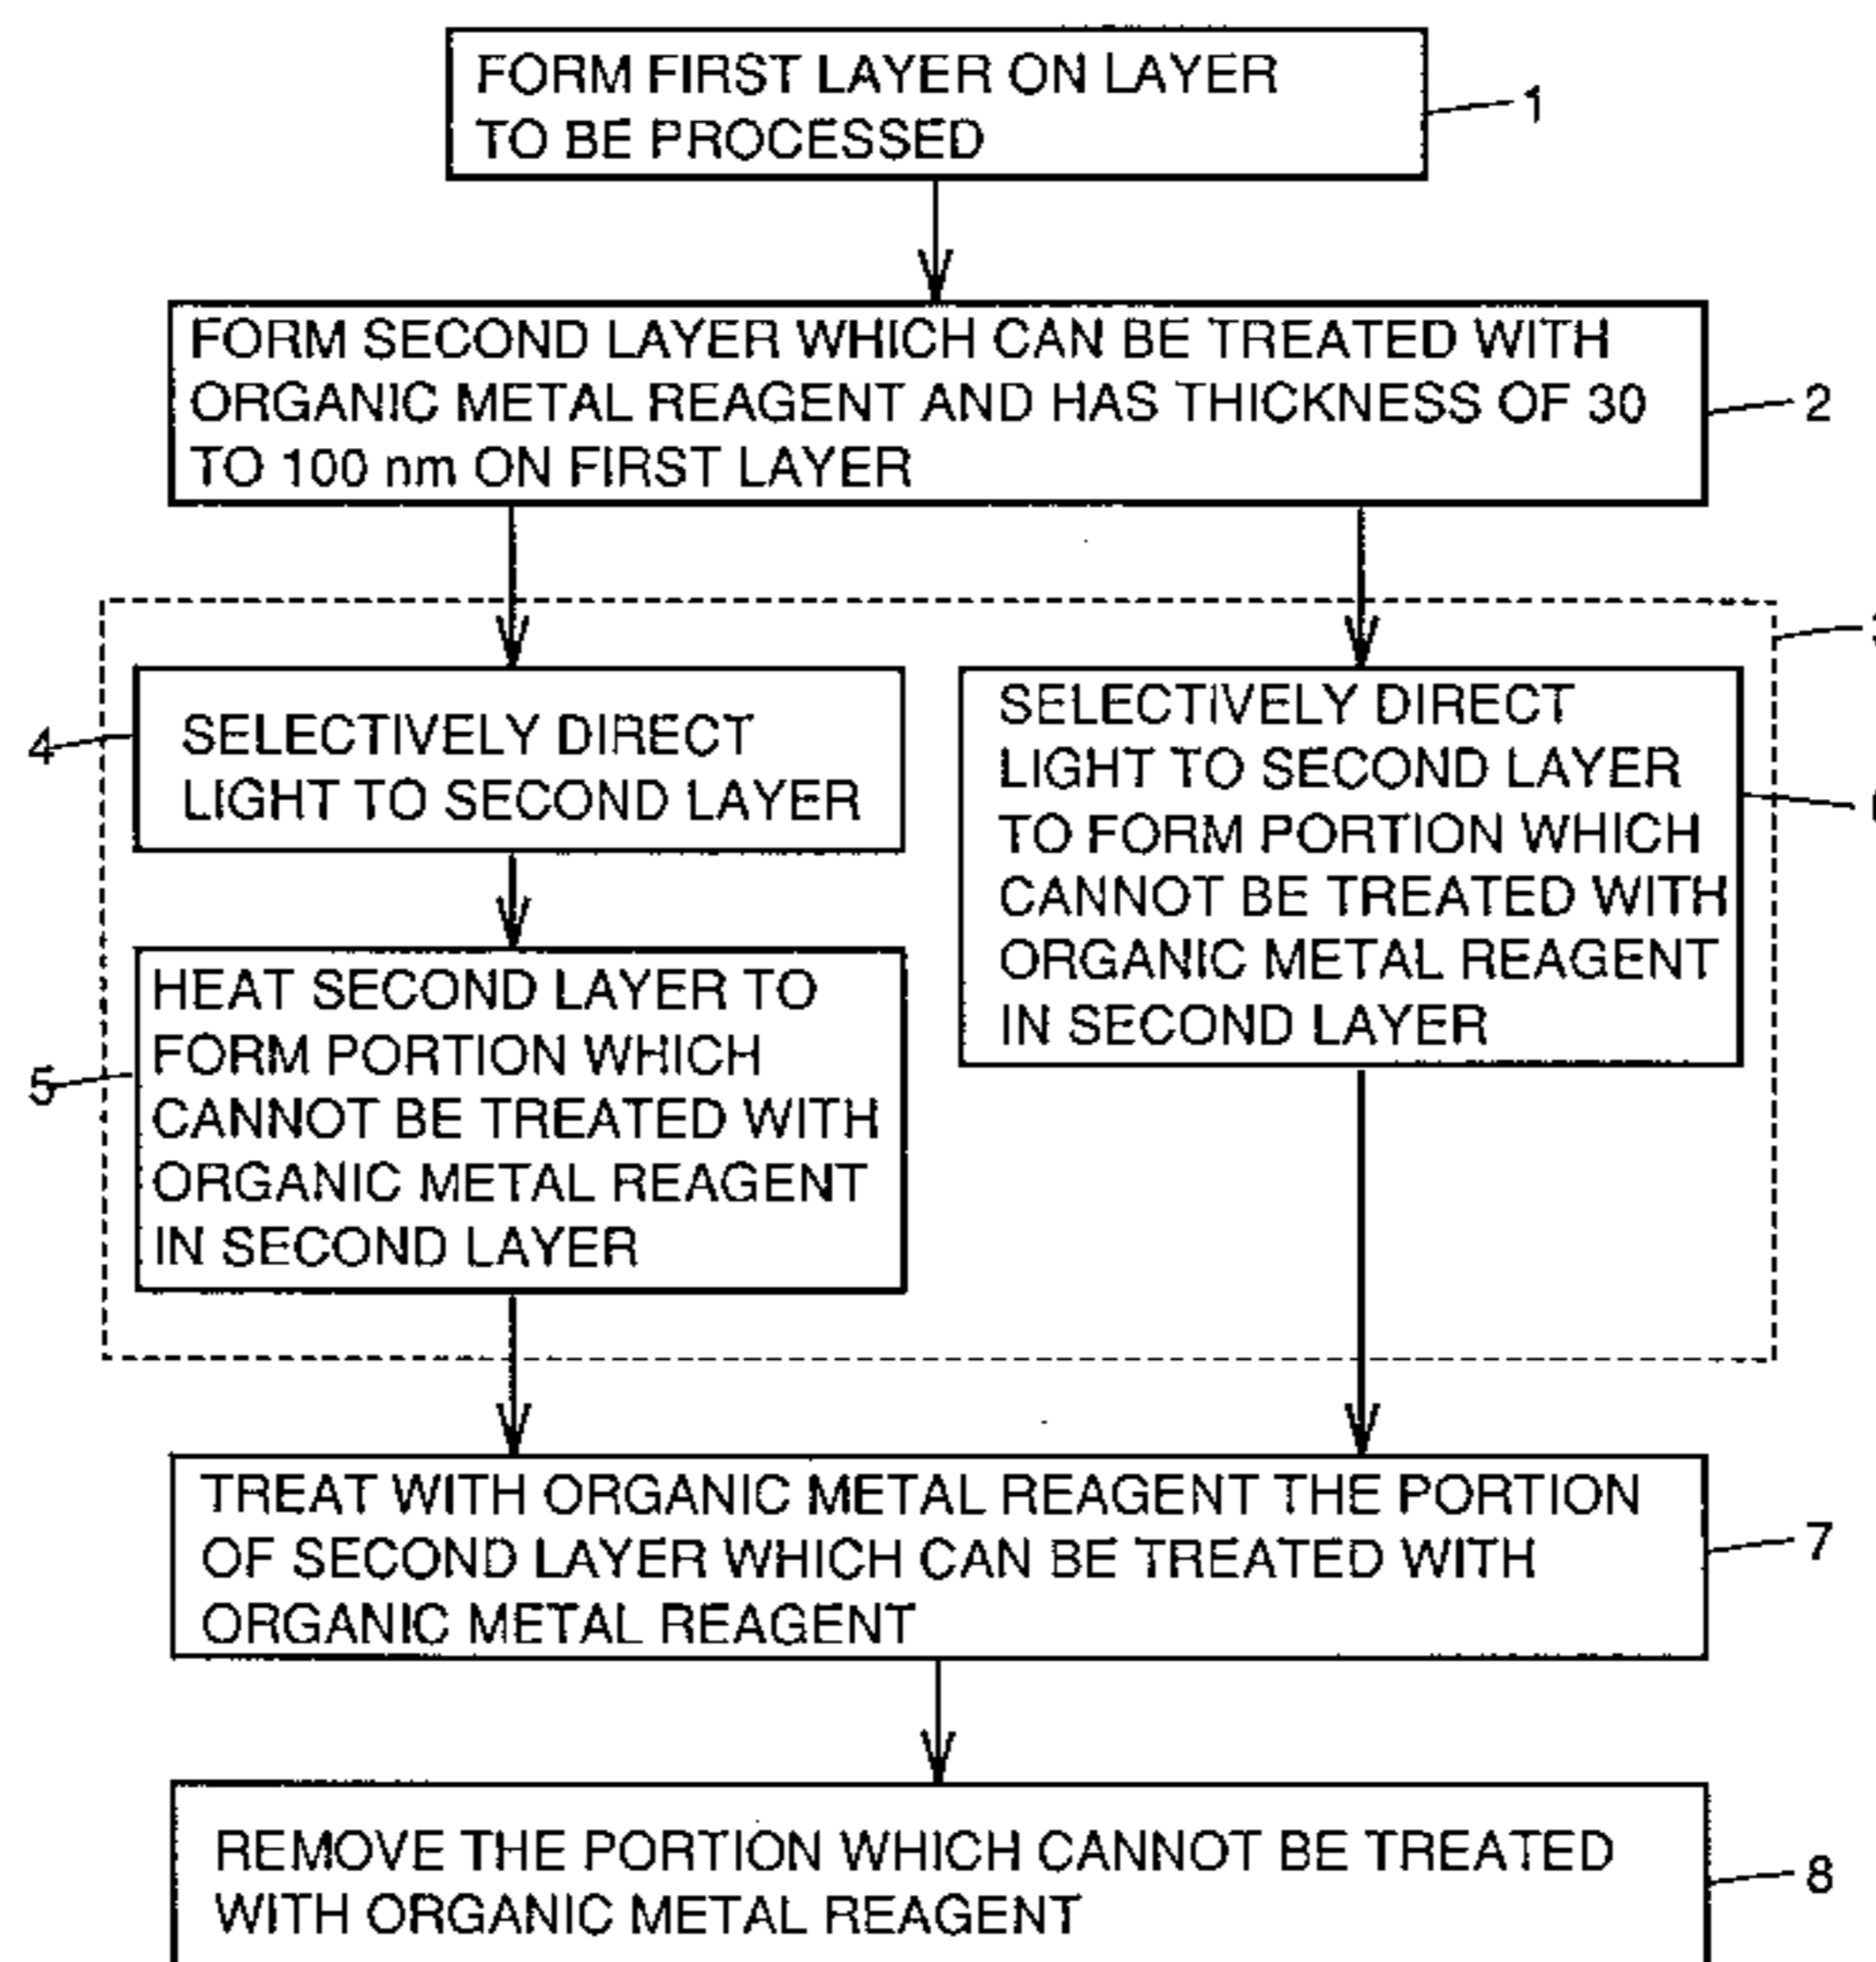 FORM FIRST LAYER ON LAYER
TO BE PROCESSED
1
FORM SECOND LAYER WHICH CAN BE TREATED WITH
ORGANIC METAL REAGENT AND HAS THICKNESS OF 30
TO 100 nm ON FIRST LAYER
2
4
SELECTIVELY DIRECT
LIGHT TO SECOND LAYER
SELECTIVELY DIRECT
LIGHT TO SECOND LAYER
TO FORM PORTION WHICH
CANNOT BE TREATED WITH
ORGANIC METAL REAGENT
IN SECOND LAYER
5
HEAT SECOND LAYER TO
FORM PORTION WHICH
CANNOT BE TREATED WITH
ORGANIC METAL REAGENT
IN SECOND LAYER
TREAT WITH ORGANIC METAL REAGENT THE PORTION
OF SECOND LAYER WHICH CAN BE TREATED WITH
ORGANIC METAL REAGENT
7
REMOVE THE PORTION WHICH CANNOT BE TREATED
WITH ORGANIC METAL REAGENT
8